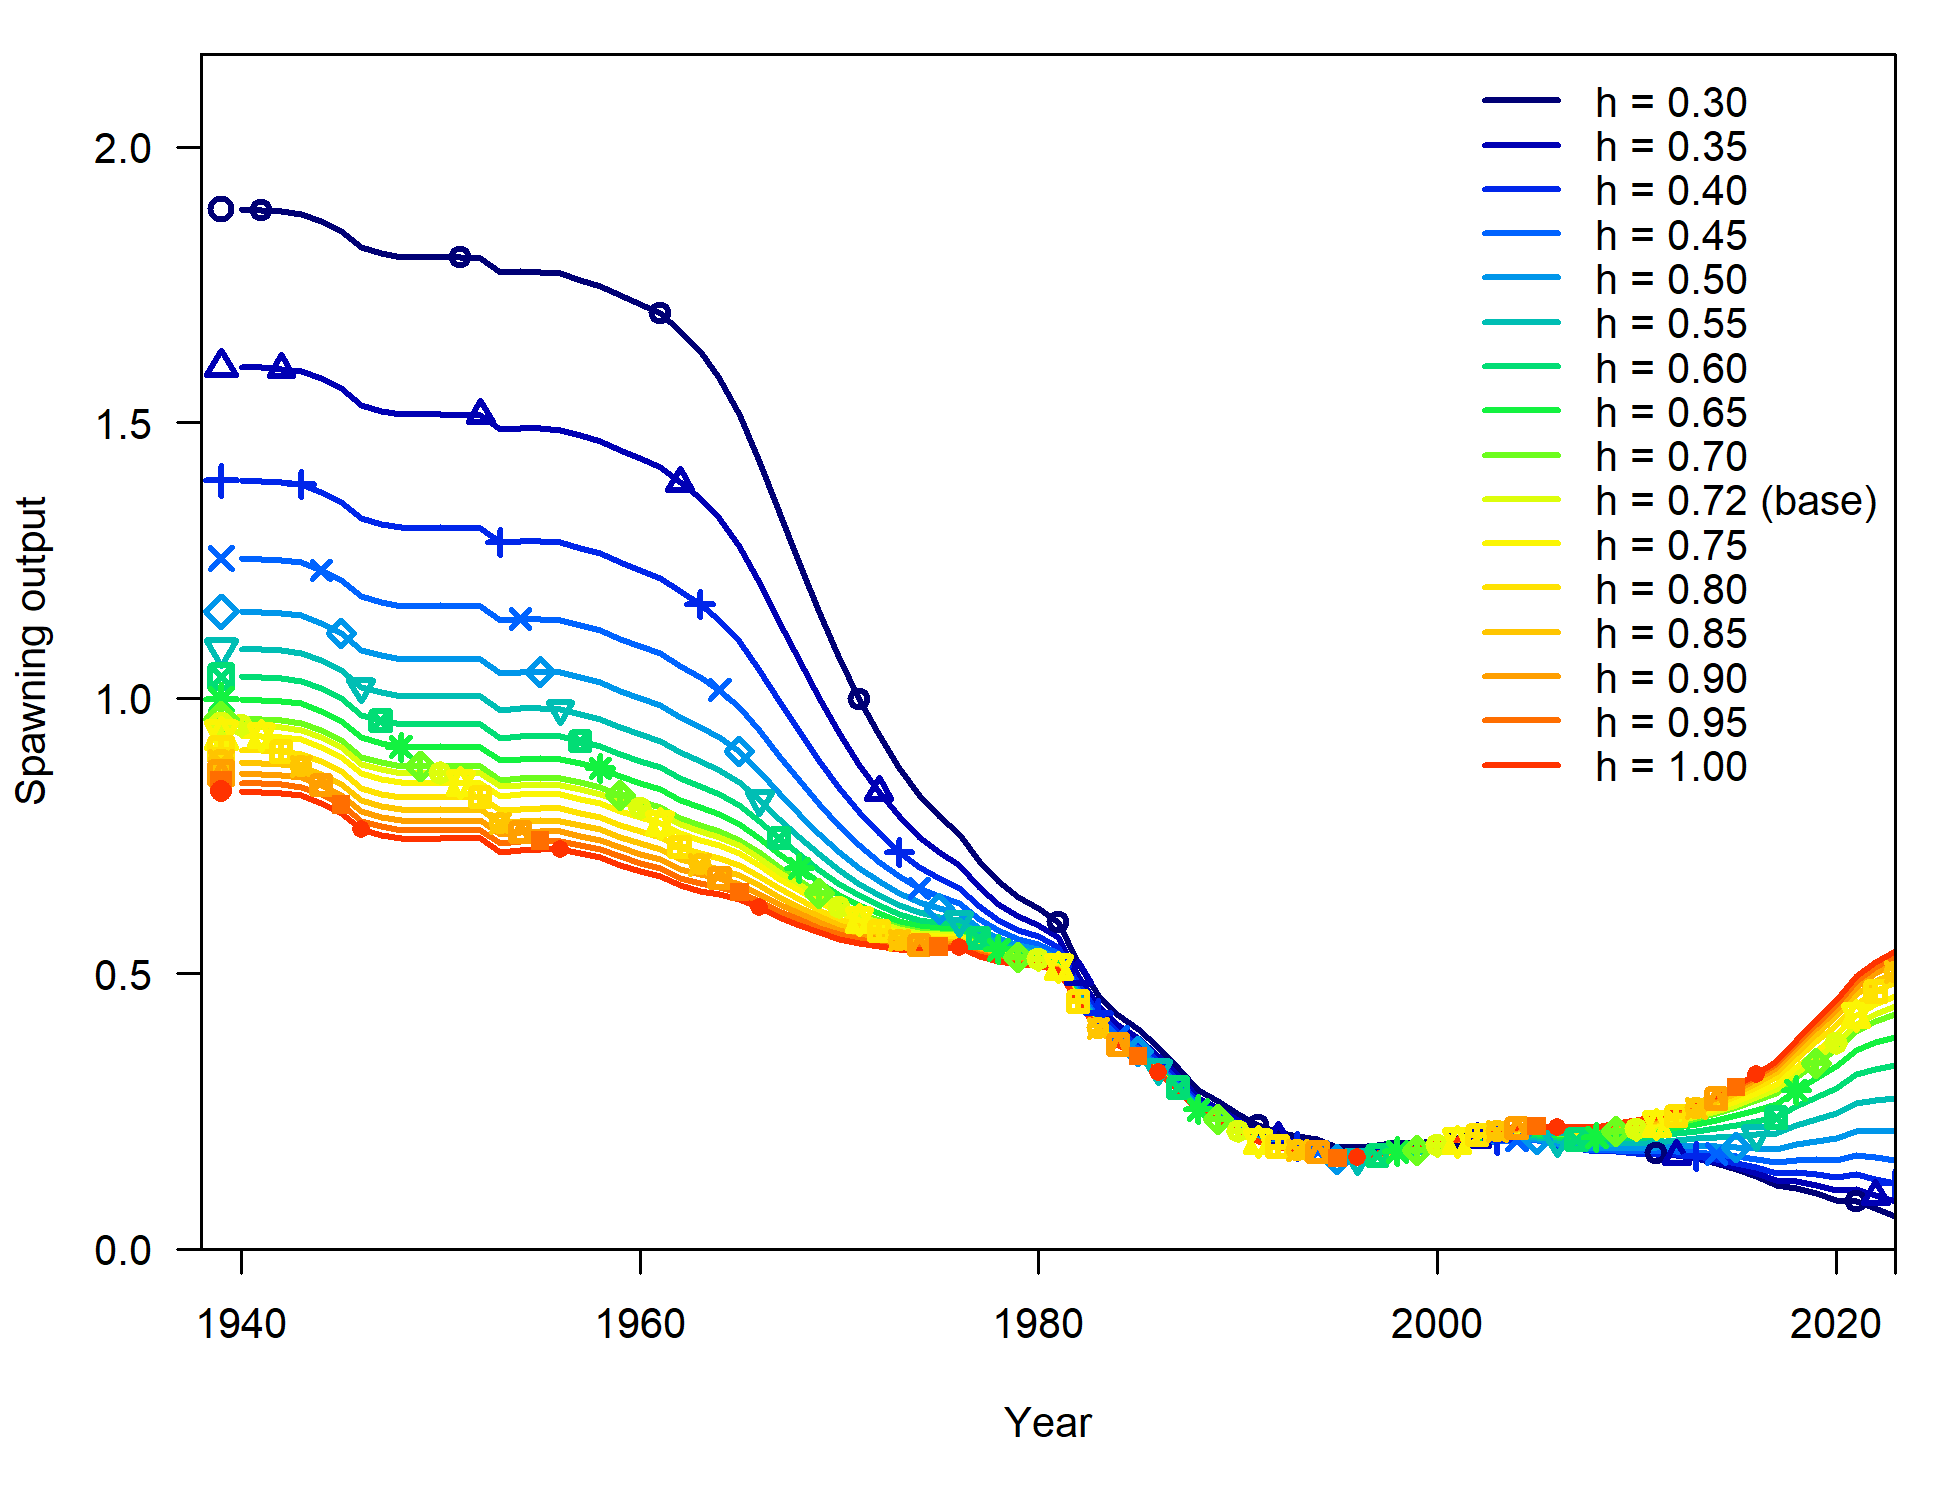 h = 0.30
h = 0.35
h = 0.40
h = 0.45
h = 0.50
h = 0.55
h = 0.60
h = 0.65
h = 0.70
h = 0.72 (base)
h = 0.75
h = 0.80
h = 0.85
h = 0.90
h = 0.95
h = 1.00
Spawning output
2.0
1.5
1.0
0.5
0.0
1940 1960 1980 2000 2020
Year